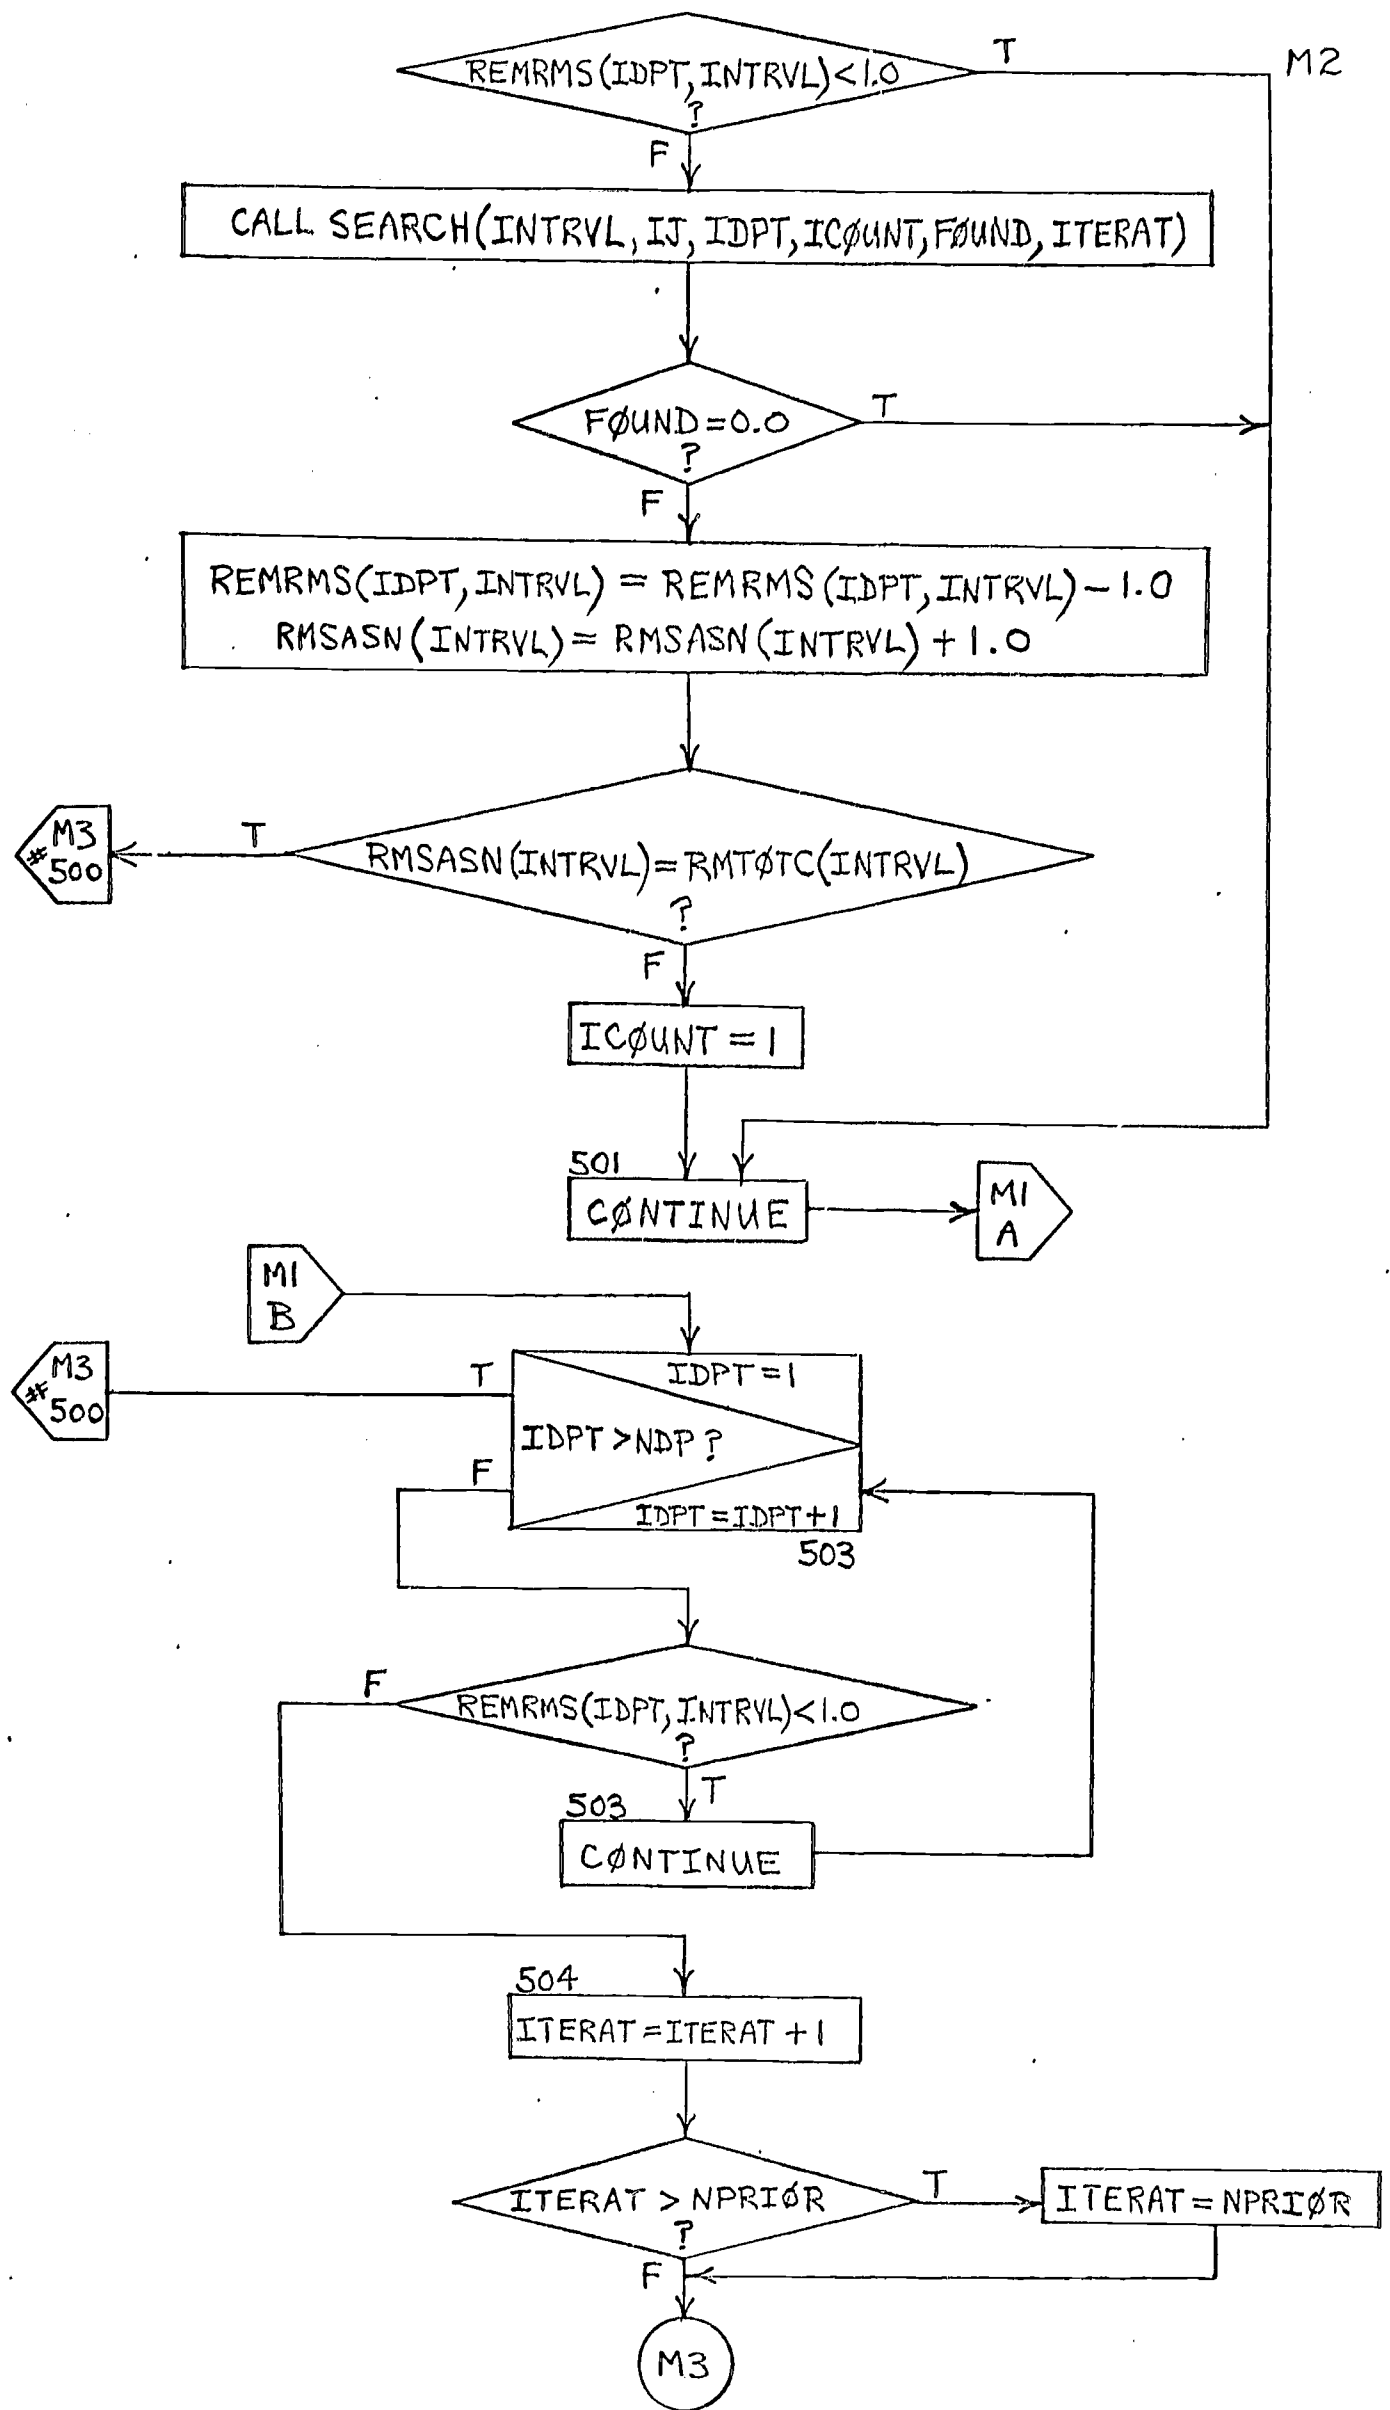 M2
REMRMS(IDPT,INTRVL)<1.0
?
T
F
CALL SEARCH(INTRVL,IJ,IDPT,ICØUNT,FØUND,ITERAT)
FØUND=0.0
?
T
F
REMRMS(IDPT,INTRVL)=REMRMS(IDPT,INTRVL)-1.0
RMSASN(INTRVL)=RMSASN(INTRVL)+1.0
M3
#
500
T
RMSASN(INTRVL)=RMTØTC(INTRVL)
?
F
ICØUNT=1
501
CØNTINUE
M1
A
M1
B
M3
#
500
T
IDPT=1
IDPT>NDP?
F
IDPT=IDPT+1
503
F
REMRMS(IDPT,INTRVL)<1.0
?
T
503
CØNTINUE
504
ITERAT=ITERAT+1
ITERAT>NPRIØR
?
T
ITERAT=NPRIØR
F
M3